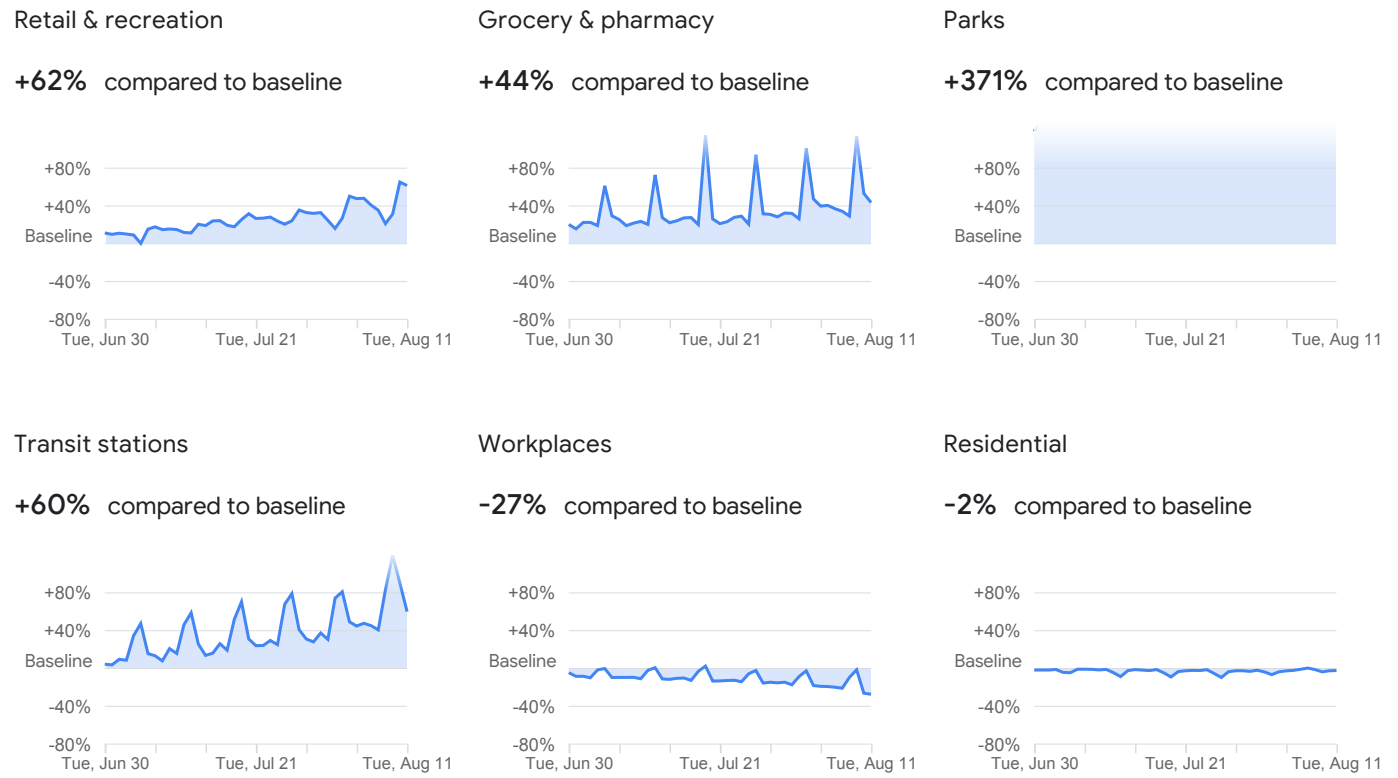 Retail & recreation
+62% compared to baseline
+80%
+40%
Baseline
-40%
-80%
Tue, Jun 30 Tue, Jul 21 Tue, Aug 11
Grocery & pharmacy
+44% compared to baseline
+80%
+40%
Baseline
-40%
-80%
Tue, Jun 30 Tue, Jul 21 Tue, Aug 11
Parks
+371% compared to baseline
+80%
+40%
Baseline
-40%
-80%
Tue, Jun 30 Tue, Jul 21 Tue, Aug 11
Transit stations
+60% compared to baseline
+80%
+40%
Baseline
-40%
-80%
Tue, Jun 30 Tue, Jul 21 Tue, Aug 11
Workplaces
-27% compared to baseline
+80%
+40%
Baseline
-40%
-80%
Tue, Jun 30 Tue, Jul 21 Tue, Aug 11
Residential
-2% compared to baseline
+80%
+40%
Baseline
-40%
-80%
Tue, Jun 30 Tue, Jul 21 Tue, Aug 11